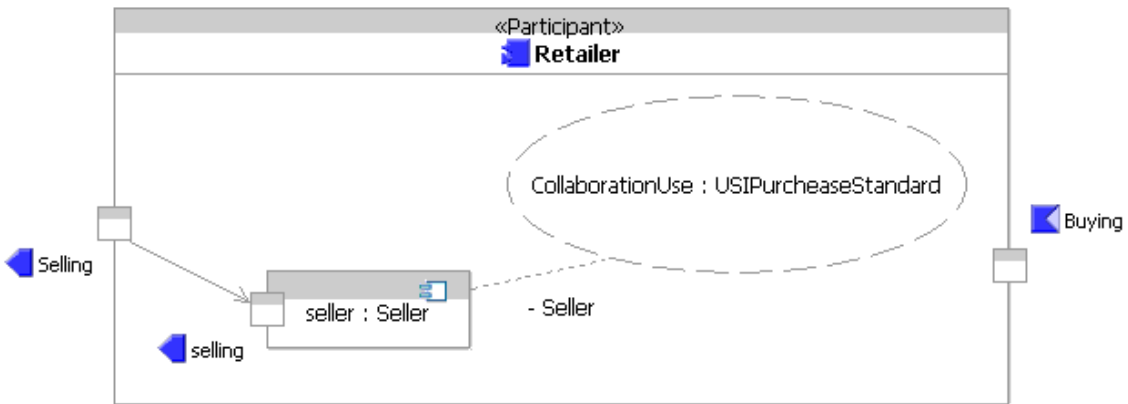 «Participant»
Retailer
CollaborationUse : USIPurcheaseStandard
Buying
Selling
seller : Seller
- Seller
selling